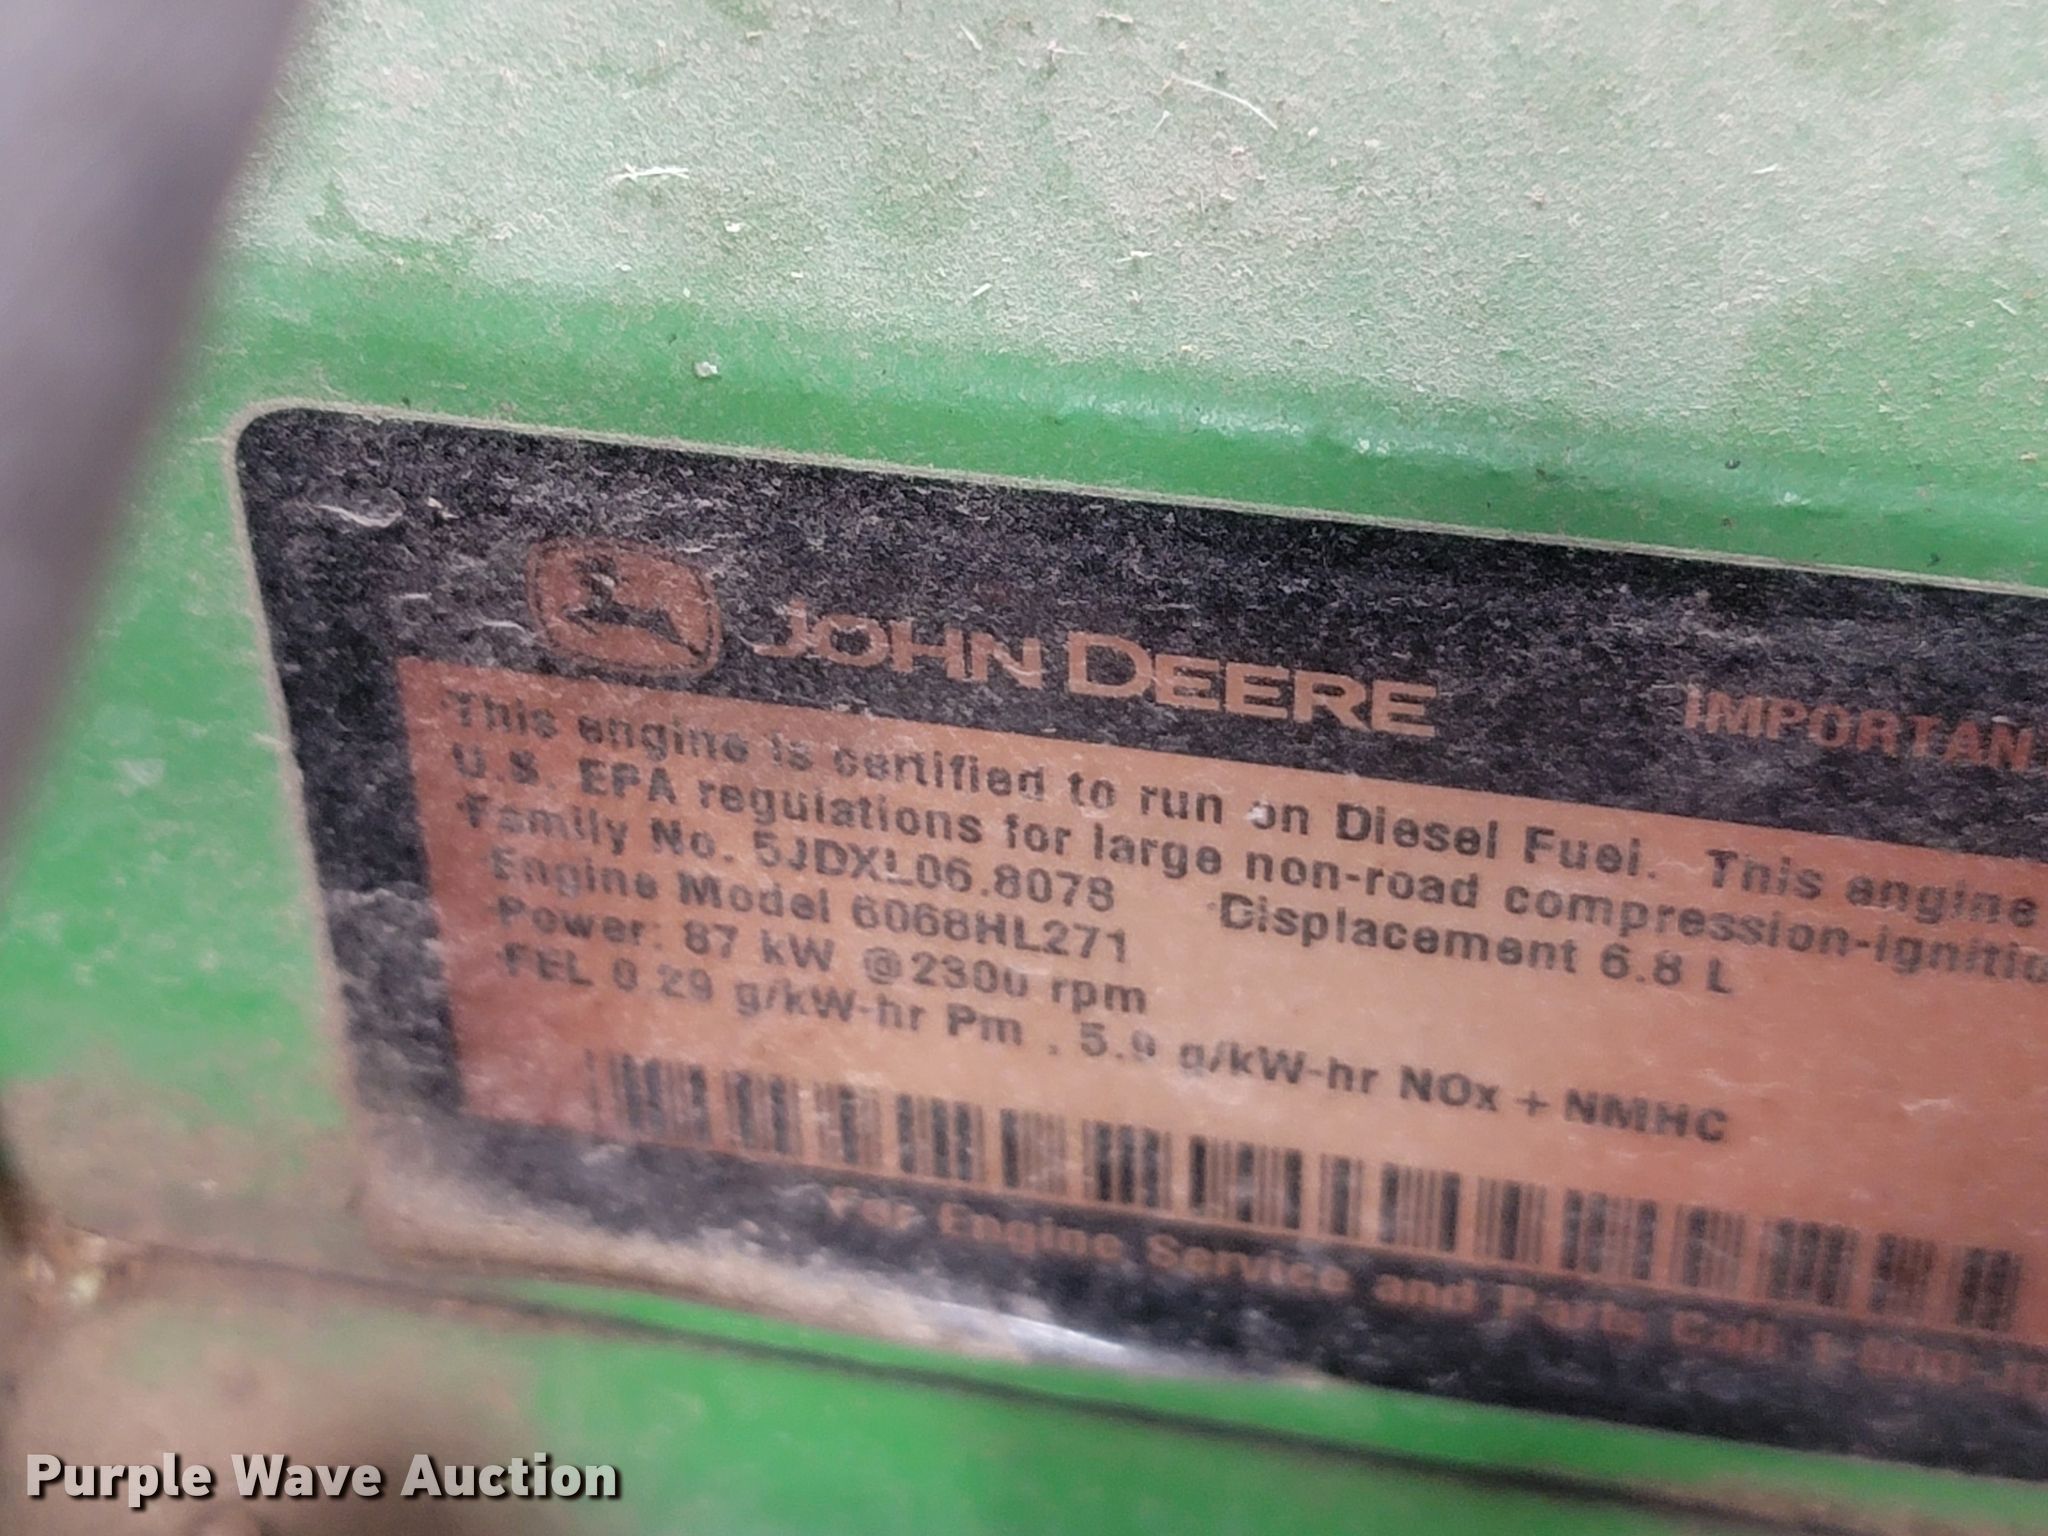 JOHN DEERE
IMPORTAN
This engine is certified to run on Diesel Fuel. This engine
U.S. EPA regulations for large non-road compression-ignitio
Family No. 5JDXL06.8078 Displacement 6.8 L
Engine Model 6068HL271
Power: 87 kW @2300 rpm
FEL 0.29 g/kW-hr Pm , 5.9 g/kW-hr NOx + NMHC
For Engine Service and Parts Call
Purple Wave Auction